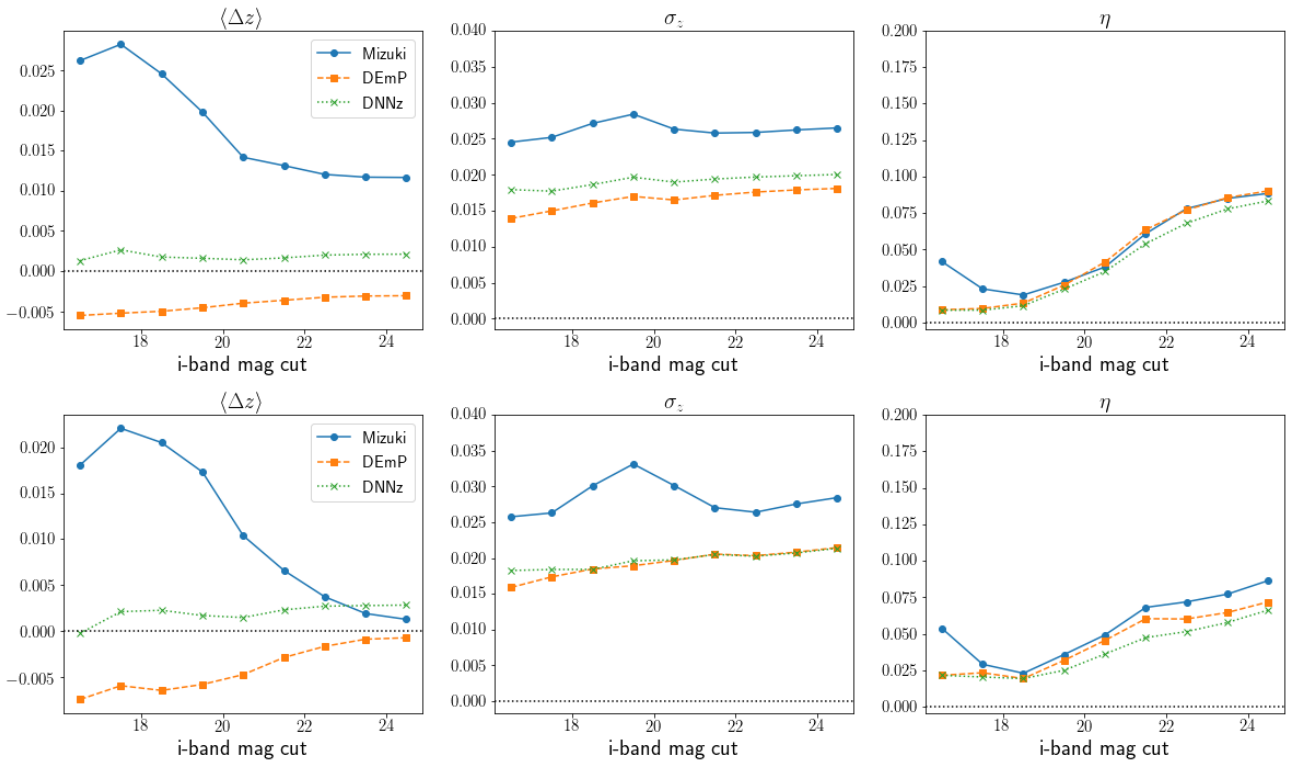 ⟨Δz⟩
0.025
0.020
0.015
0.010
0.005
0.000
−0.005
18 20 22 24
i-band mag cut
Mizuki
DEmP
DNNz
σz
0.040
0.035
0.030
0.025
0.020
0.015
0.010
0.005
0.000
18 20 22 24
i-band mag cut
η
0.200
0.175
0.150
0.125
0.100
0.075
0.050
0.025
0.000
18 20 22 24
i-band mag cut
⟨Δz⟩
0.020
0.015
0.010
0.005
0.000
−0.005
18 20 22 24
i-band mag cut
Mizuki
DEmP
DNNz
σz
0.040
0.035
0.030
0.025
0.020
0.015
0.010
0.005
0.000
18 20 22 24
i-band mag cut
η
0.200
0.175
0.150
0.125
0.100
0.075
0.050
0.025
0.000
18 20 22 24
i-band mag cut